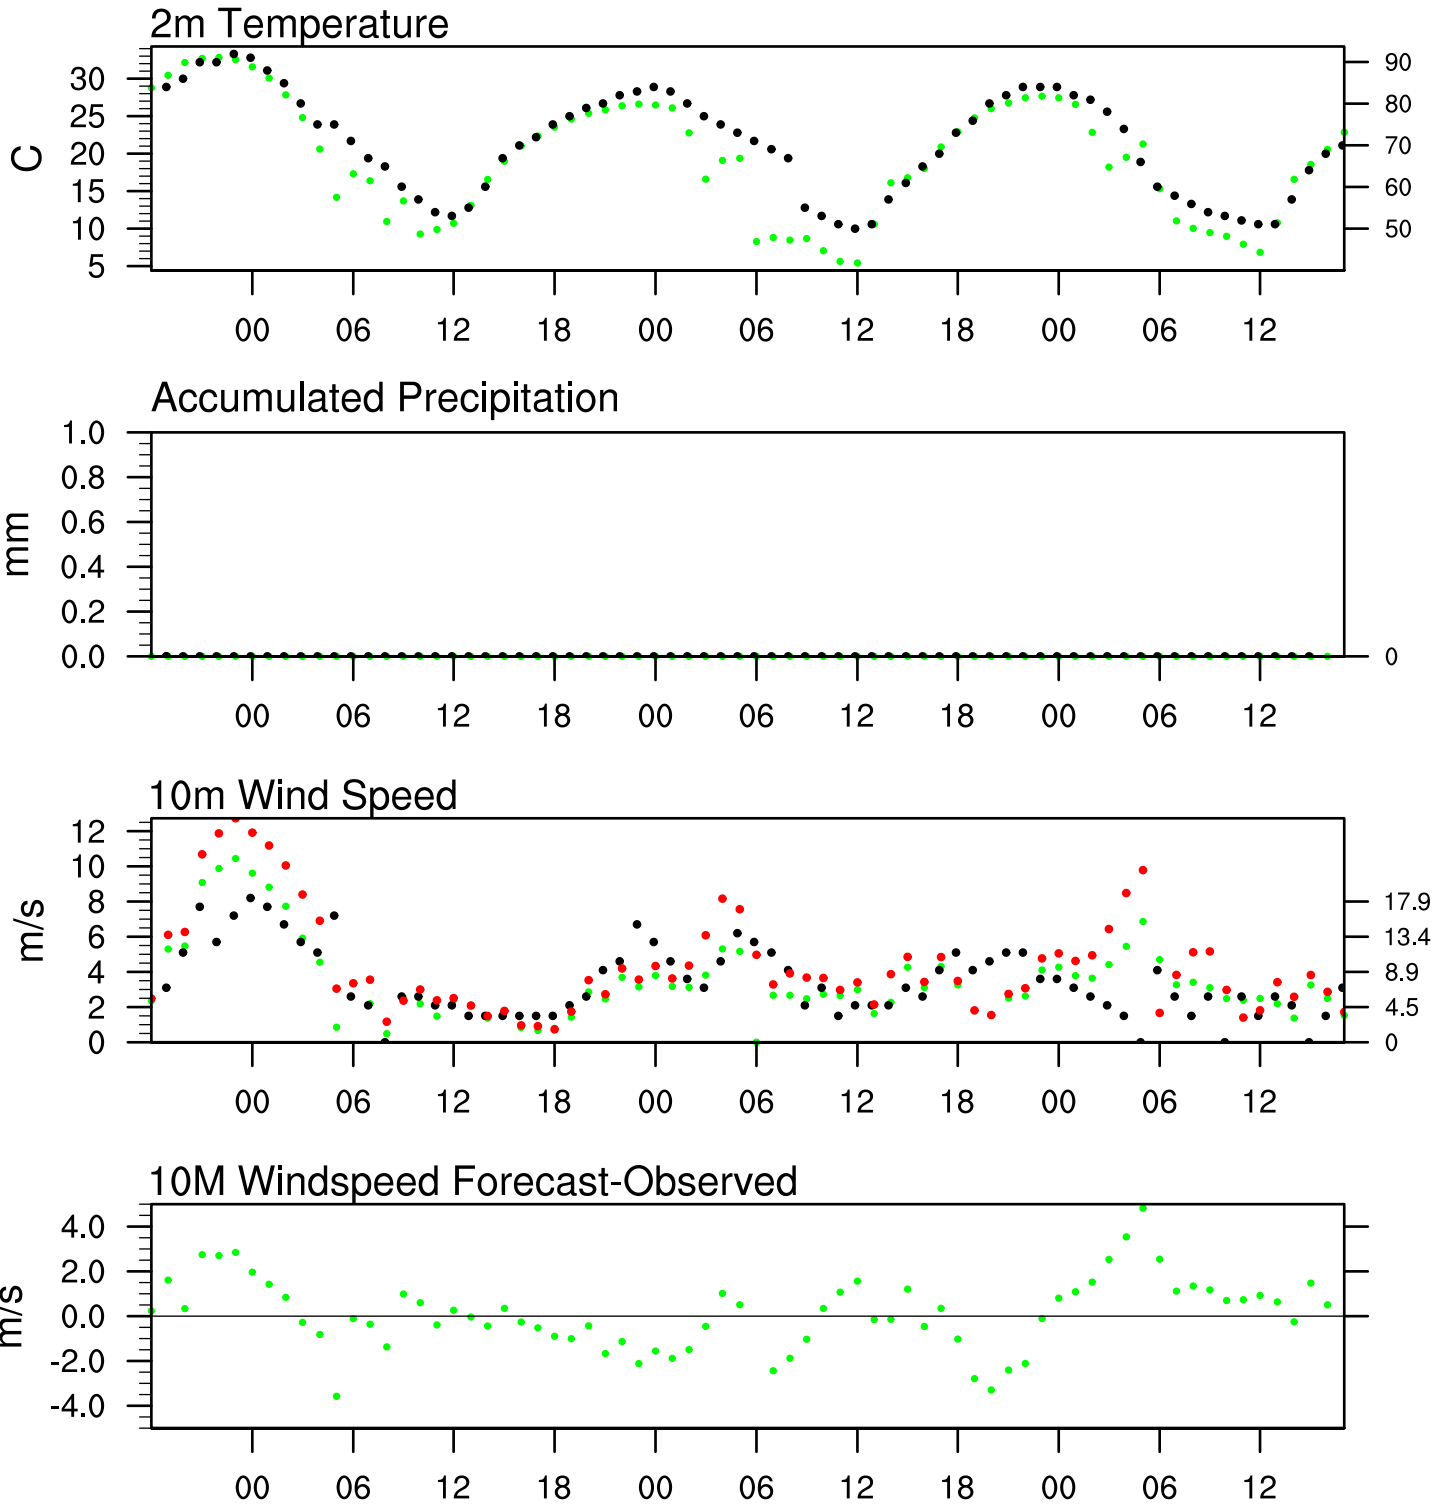 2m Temperature
30
25
20
15
10
5
C
90
80
70
60
50
00 06 12 18 00 06 12 18 00 06 12
Accumulated Precipitation
1.0
0.8
0.6
0.4
0.2
0.0
mm
0
00 06 12 18 00 06 12 18 00 06 12
10m Wind Speed
12
10
8
6
4
2
0
m/s
17.9
13.4
8.9
4.5
0
00 06 12 18 00 06 12 18 00 06 12
10M Windspeed Forecast-Observed
4.0
2.0
0.0
-2.0
-4.0
m/s
00 06 12 18 00 06 12 18 00 06 12